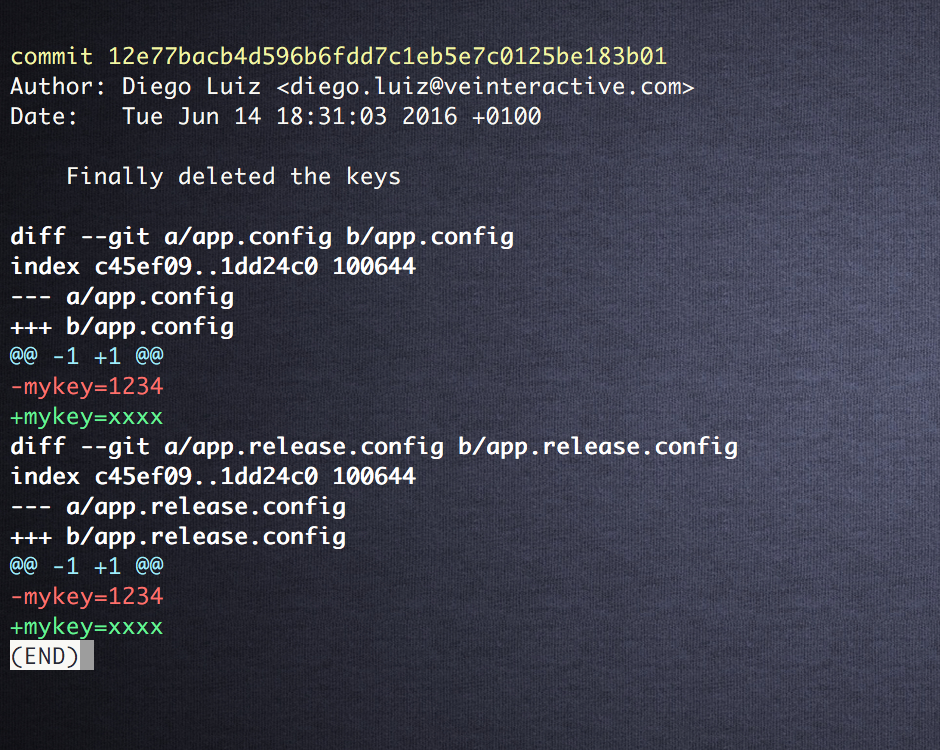 commit 12e77bacb4d596b6fdd7c1eb5e7c0125be183b01
Author: Diego Luiz <diego.luiz@veinteractive.com>
Date:   Tue Jun 14 18:31:03 2016 +0100
    Finally deleted the keys
diff --git a/app.config b/app.config
index c45ef09..1dd24c0 100644
--- a/app.config
+++ b/app.config
@@ -1 +1 @@
-mykey=1234
+mykey=xxxx
diff --git a/app.release.config b/app.release.config
index c45ef09..1dd24c0 100644
--- a/app.release.config
+++ b/app.release.config
@@ -1 +1 @@
-mykey=1234
+mykey=xxxx
(END)